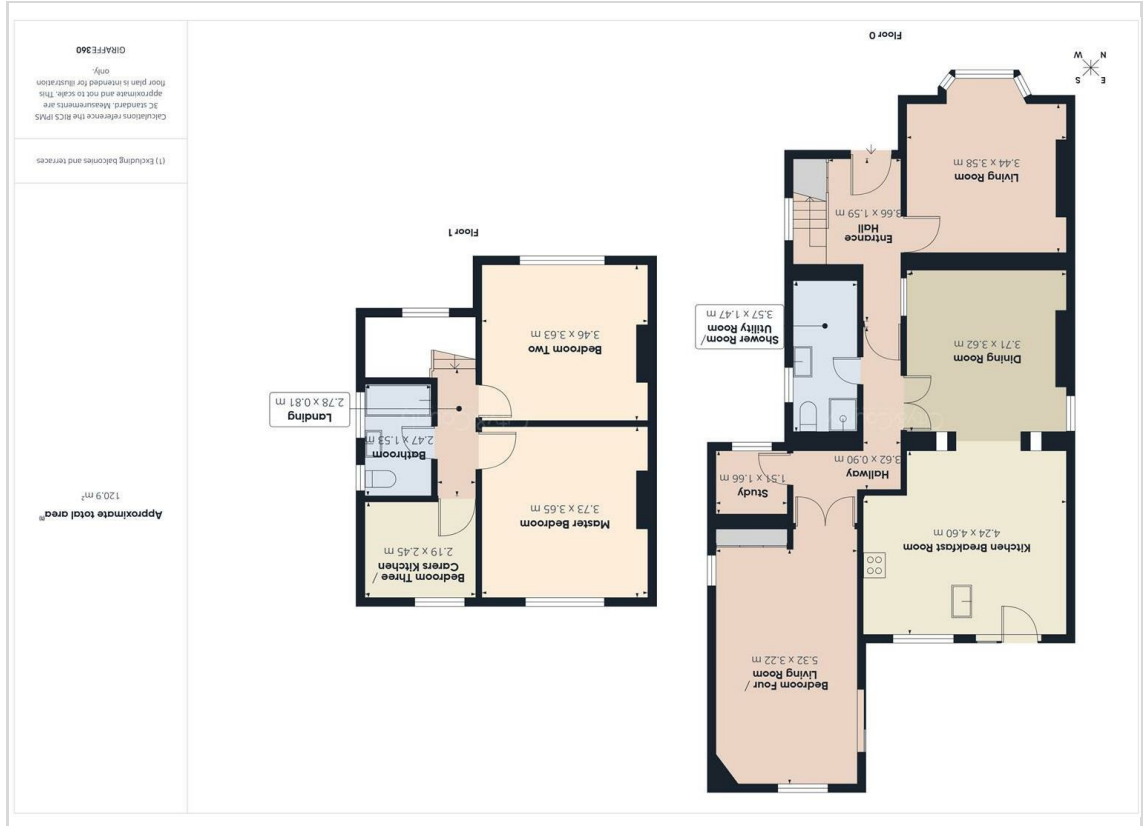 Floor 0
Living Room
3.44 x 3.58 m
Entrance
Hall
3.66 x 1.59 m
Dining Room
3.71 x 3.62 m
Shower Room/
Utility Room
3.57 x 1.47 m
Hallway
3.62 x 0.90 m
Study
1.51 x 1.66 m
Kitchen Breakfast Room
4.24 x 4.60 m
Bedroom Four /
Living Room
5.32 x 3.22 m
N
E
S
W
Floor 1
Bedroom Two
3.46 x 3.63 m
Landing
2.78 x 0.81 m
Bathroom
2.47 x 1.53 m
Master Bedroom
3.73 x 3.65 m
Bedroom Three /
Carers Kitchen
2.19 x 2.45 m
Approximate total area⁽¹⁾
120.9 m²
(1) Excluding balconies and terraces
Calculations reference the RICS IPMS
3C standard. Measurements are
approximate and not to scale. This
floor plan is intended for illustration
only.
GIRAFFE360